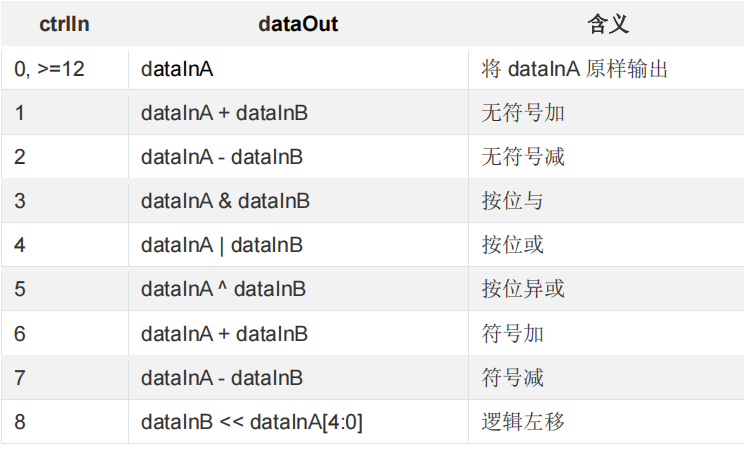 ctrlIn dataOut 含义
0, >=12 dataInA 将 dataInA 原样输出
1 dataInA + dataInB 无符号加
2 dataInA - dataInB 无符号减
3 dataInA & dataInB 按位与
4 dataInA | dataInB 按位或
5 dataInA ^ dataInB 按位异或
6 dataInA + dataInB 符号加
7 dataInA - dataInB 符号减
8 dataInB << dataInA[4:0] 逻辑左移